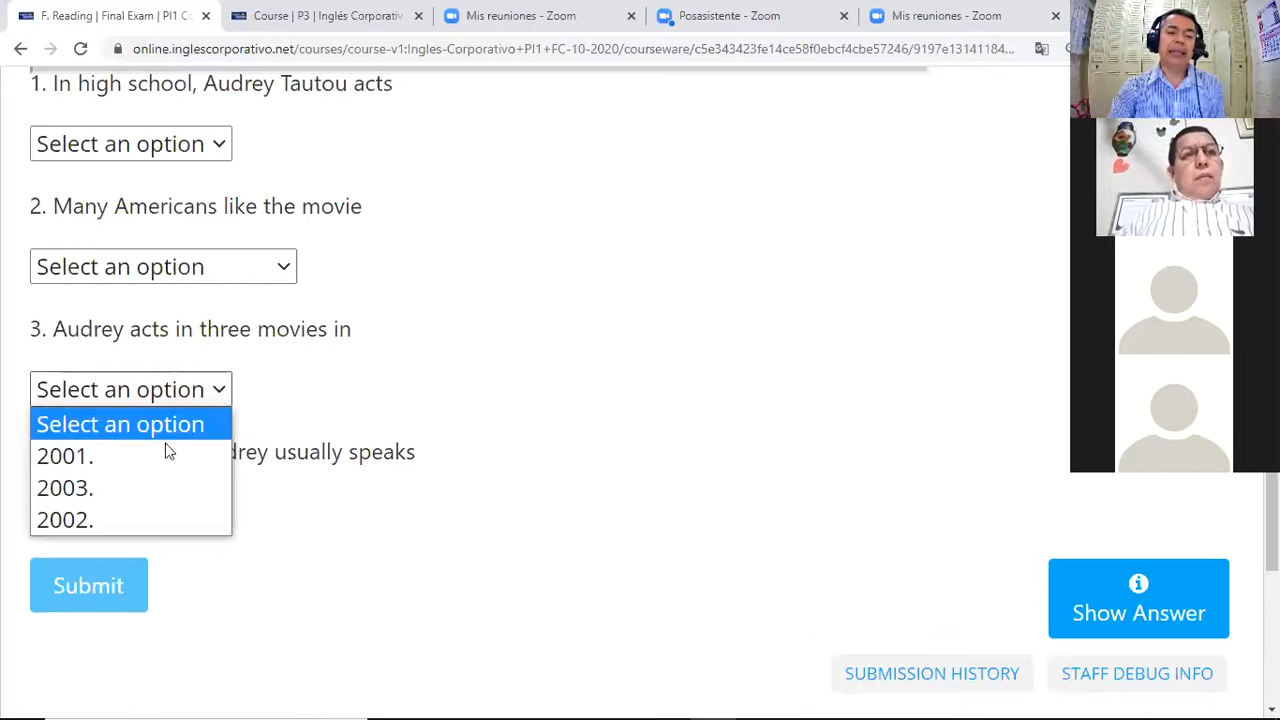 F. Reading | Final Exam | PI1 C
Course | P3 | Inglés Corporativ
Mis reuniones - Zoom
Posasistente - Zoom
Mis reuniones - Zoom
online.inglescorporativo.net/courses/course-v1:Ingles-Corporativo+PI1+FC-10-2020/courseware/c5e343423fe14ce58f0ebcf4cbe57246/9197e13141184...
1. In high school, Audrey Tautou acts
Select an option
2. Many Americans like the movie
Select an option
3. Audrey acts in three movies in
Select an option
Select an option
2001.
drey usually speaks
2003.
2002.
Submit
Show Answer
SUBMISSION HISTORY
STAFF DEBUG INFO